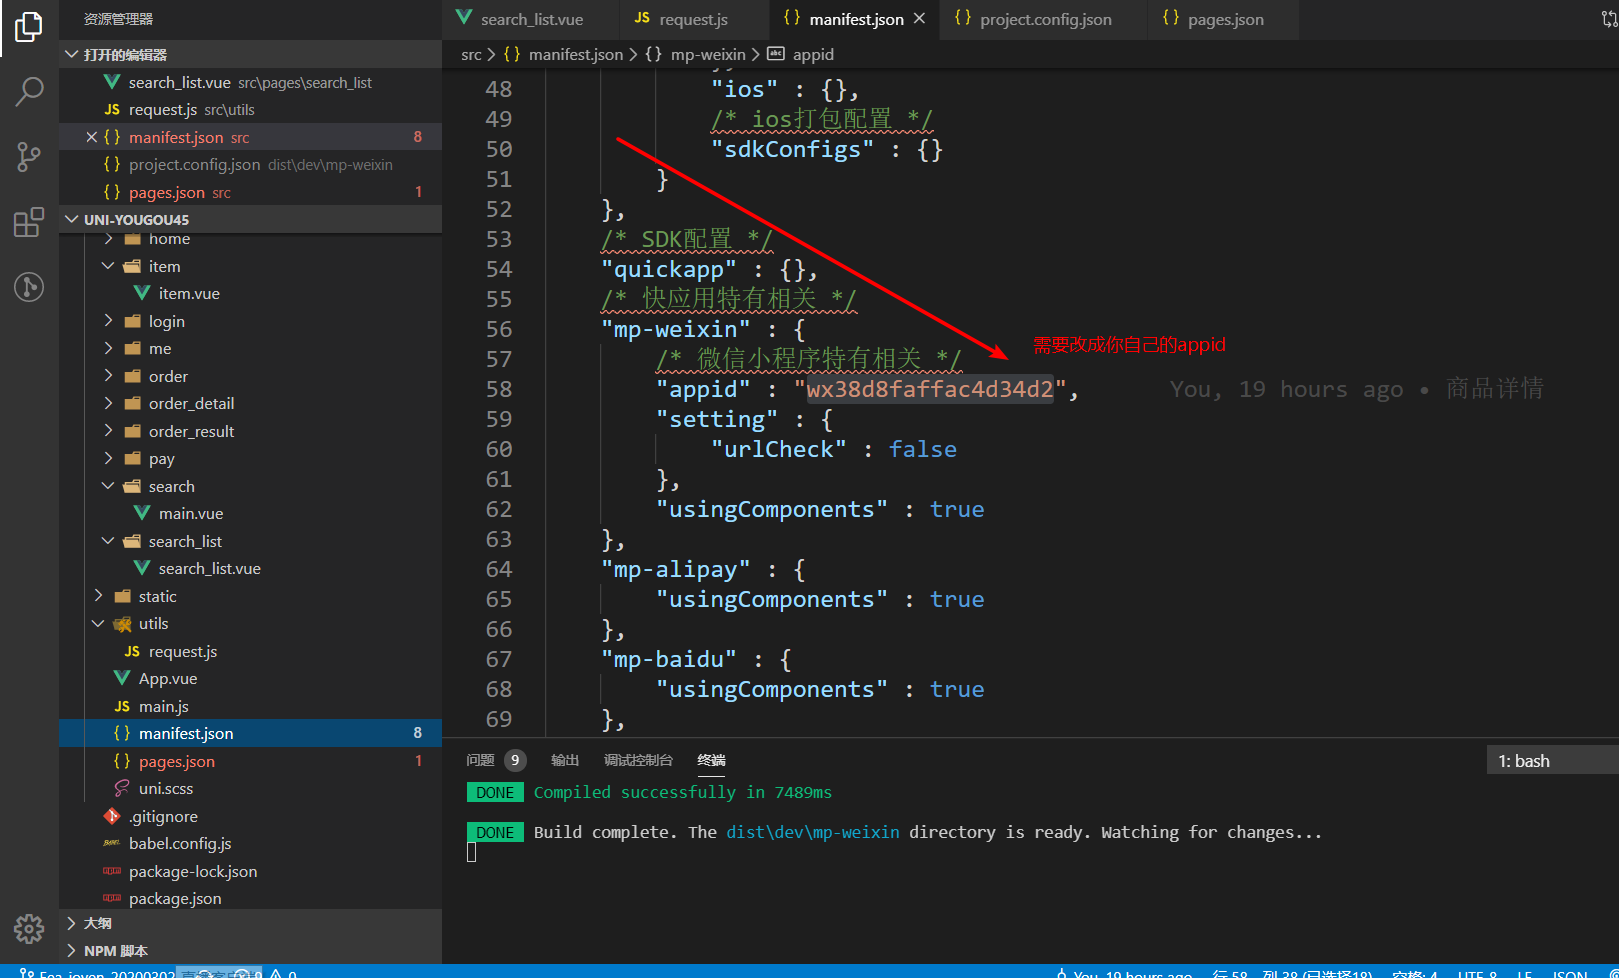 资源管理器
打开的编辑器
search_list.vue src\pages\search_list
JS request.js src\utils
{ } manifest.json src 8
{ } project.config.json dist\dev\mp-weixin
{ } pages.json src 1
UNI-YOUGOU45
home
item
item.vue
login
me
order
order_detail
order_result
pay
search
main.vue
search_list
search_list.vue
static
utils
JS request.js
App.vue
JS main.js
{ } manifest.json 8
{ } pages.json 1
uni.scss
.gitignore
babel.config.js
package-lock.json
package.json
大纲
NPM 脚本
search_list.vue
JS request.js
{ } manifest.json
{ } project.config.json
{ } pages.json
src > { } manifest.json > { } mp-weixin > abc appid
48 "ios" : {},
49 /* ios打包配置 */
50 "sdkConfigs" : {}
51 }
52 },
53 /* SDK配置 */
54 "quickapp" : {},
55 /* 快应用特有相关 */
56 "mp-weixin" : {
需要改成你自己的appid
57 /* 微信小程序特有相关 */
58 "appid" : "wx38d8faffac4d34d2", You, 19 hours ago • 商品详情
59 "setting" : {
60 "urlCheck" : false
61 },
62 "usingComponents" : true
63 },
64 "mp-alipay" : {
65 "usingComponents" : true
66 },
67 "mp-baidu" : {
68 "usingComponents" : true
69 },
问题 9 输出 调试控制台 终端
1: bash
DONE Compiled successfully in 7489ms
DONE Build complete. The dist\dev\mp-weixin directory is ready. Watching for changes...
You, 19 hours ago 行 58, 列 38 (已选择18) 空格: 4 UTF-8 LF JSON